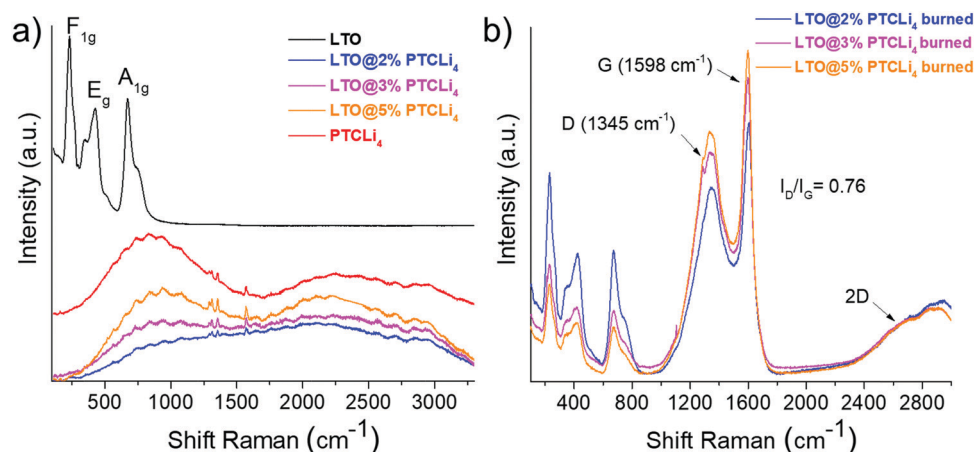 a)
F1g
Eg
A1g
LTO
LTO@2% PTCLi4
LTO@3% PTCLi4
LTO@5% PTCLi4
PTCLi4
Intensity (a.u.)
500 1000 1500 2000 2500 3000
Shift Raman (cm-1)
b)
LTO@2% PTCLi4 burned
LTO@3% PTCLi4 burned
LTO@5% PTCLi4 burned
G (1598 cm-1)
D (1345 cm-1)
ID/IG= 0.76
2D
Intensity (a.u.)
400 800 1200 1600 2000 2400 2800
Shift Raman (cm-1)